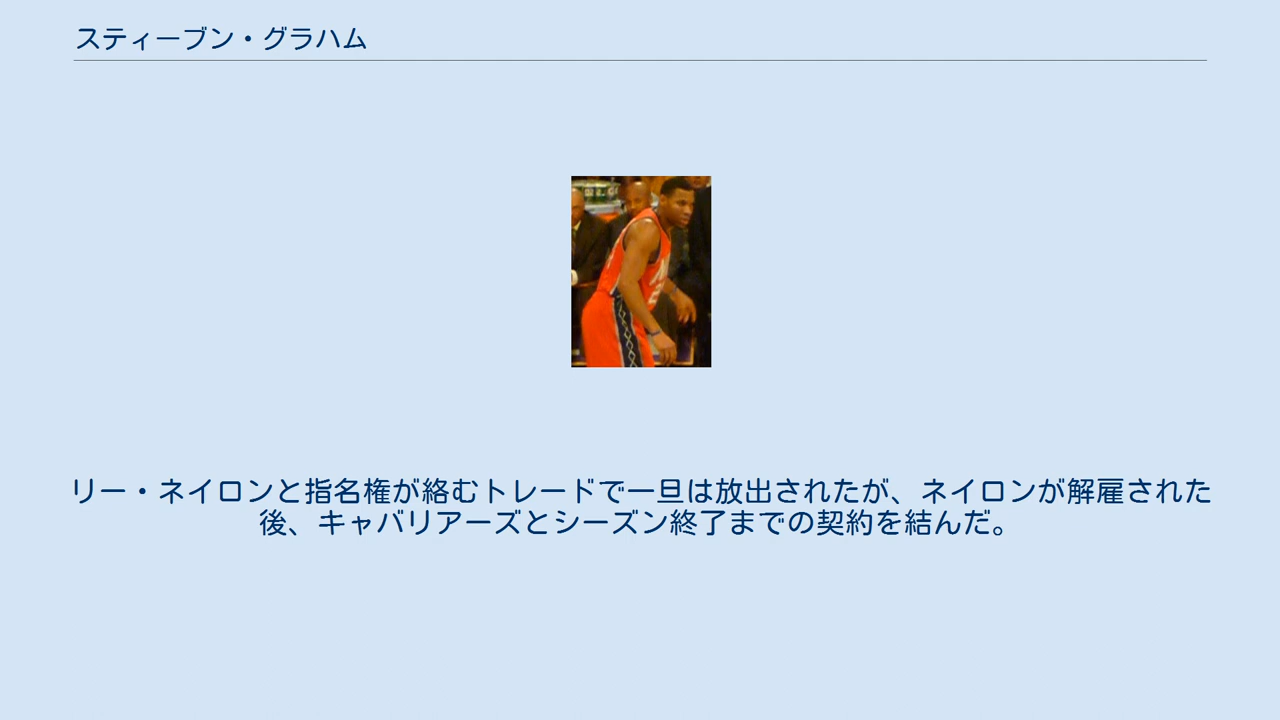 スティーブン・グラハム
リー・ネイロンと指名権が絡むトレードで一旦は放出されたが、ネイロンが解雇された
後、キャバリアーズとシーズン終了までの契約を結んだ。